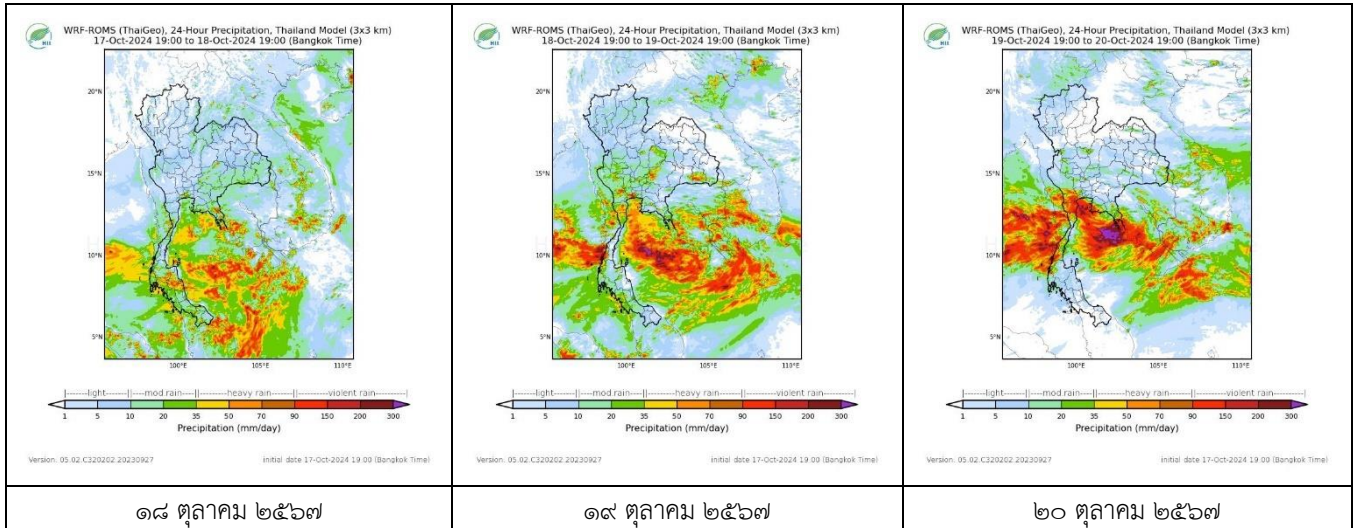 WRF-ROMS (ThaiGeo), 24-Hour Precipitation, Thailand Model (3x3 km)
17-Oct-2024 19:00 to 18-Oct-2024 19:00 (Bangkok Time)
HII
20°N
15°N
10°N
5°N
100°E 105°E 110°E
|------light------||---mod rain---||------heavy rain------||------violent rain------|
1 5 10 20 35 50 70 90 150 200 300
Precipitation (mm/day)
Version: 05.02.C320202.20230927 initial date 17-Oct-2024 19:00 (Bangkok Time)
๑๘ ตุลาคม ๒๕๖๗
WRF-ROMS (ThaiGeo), 24-Hour Precipitation, Thailand Model (3x3 km)
18-Oct-2024 19:00 to 19-Oct-2024 19:00 (Bangkok Time)
HII
20°N
15°N
10°N
5°N
100°E 105°E 110°E
|------light------||---mod rain---||------heavy rain------||------violent rain------|
1 5 10 20 35 50 70 90 150 200 300
Precipitation (mm/day)
Version: 05.02.C320202.20230927 initial date 17-Oct-2024 19:00 (Bangkok Time)
๑๙ ตุลาคม ๒๕๖๗
WRF-ROMS (ThaiGeo), 24-Hour Precipitation, Thailand Model (3x3 km)
19-Oct-2024 19:00 to 20-Oct-2024 19:00 (Bangkok Time)
HII
20°N
15°N
10°N
5°N
100°E 105°E 110°E
|------light------||---mod rain---||------heavy rain------||------violent rain------|
1 5 10 20 35 50 70 90 150 200 300
Precipitation (mm/day)
Version: 05.02.C320202.20230927 initial date 17-Oct-2024 19:00 (Bangkok Time)
๒๐ ตุลาคม ๒๕๖๗